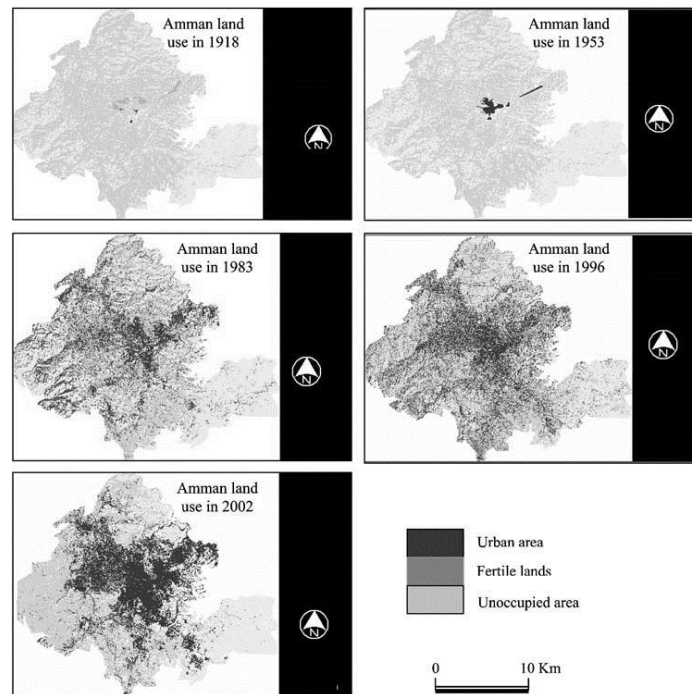 Amman land
use in 1918
N
Amman land
use in 1953
N
Amman land
use in 1983
N
Amman land
use in 1996
N
Amman land
use in 2002
N
Urban area
Fertile lands
Unoccupied area
0 10 Km